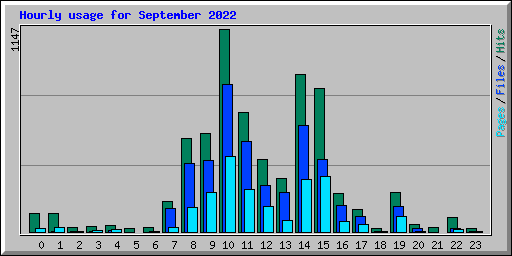 Hourly usage for September 2022
1147
Pages/Files/Hits
0 1 2 3 4 5 6 7 8 9 10 11 12 13 14 15 16 17 18 19 20 21 22 23